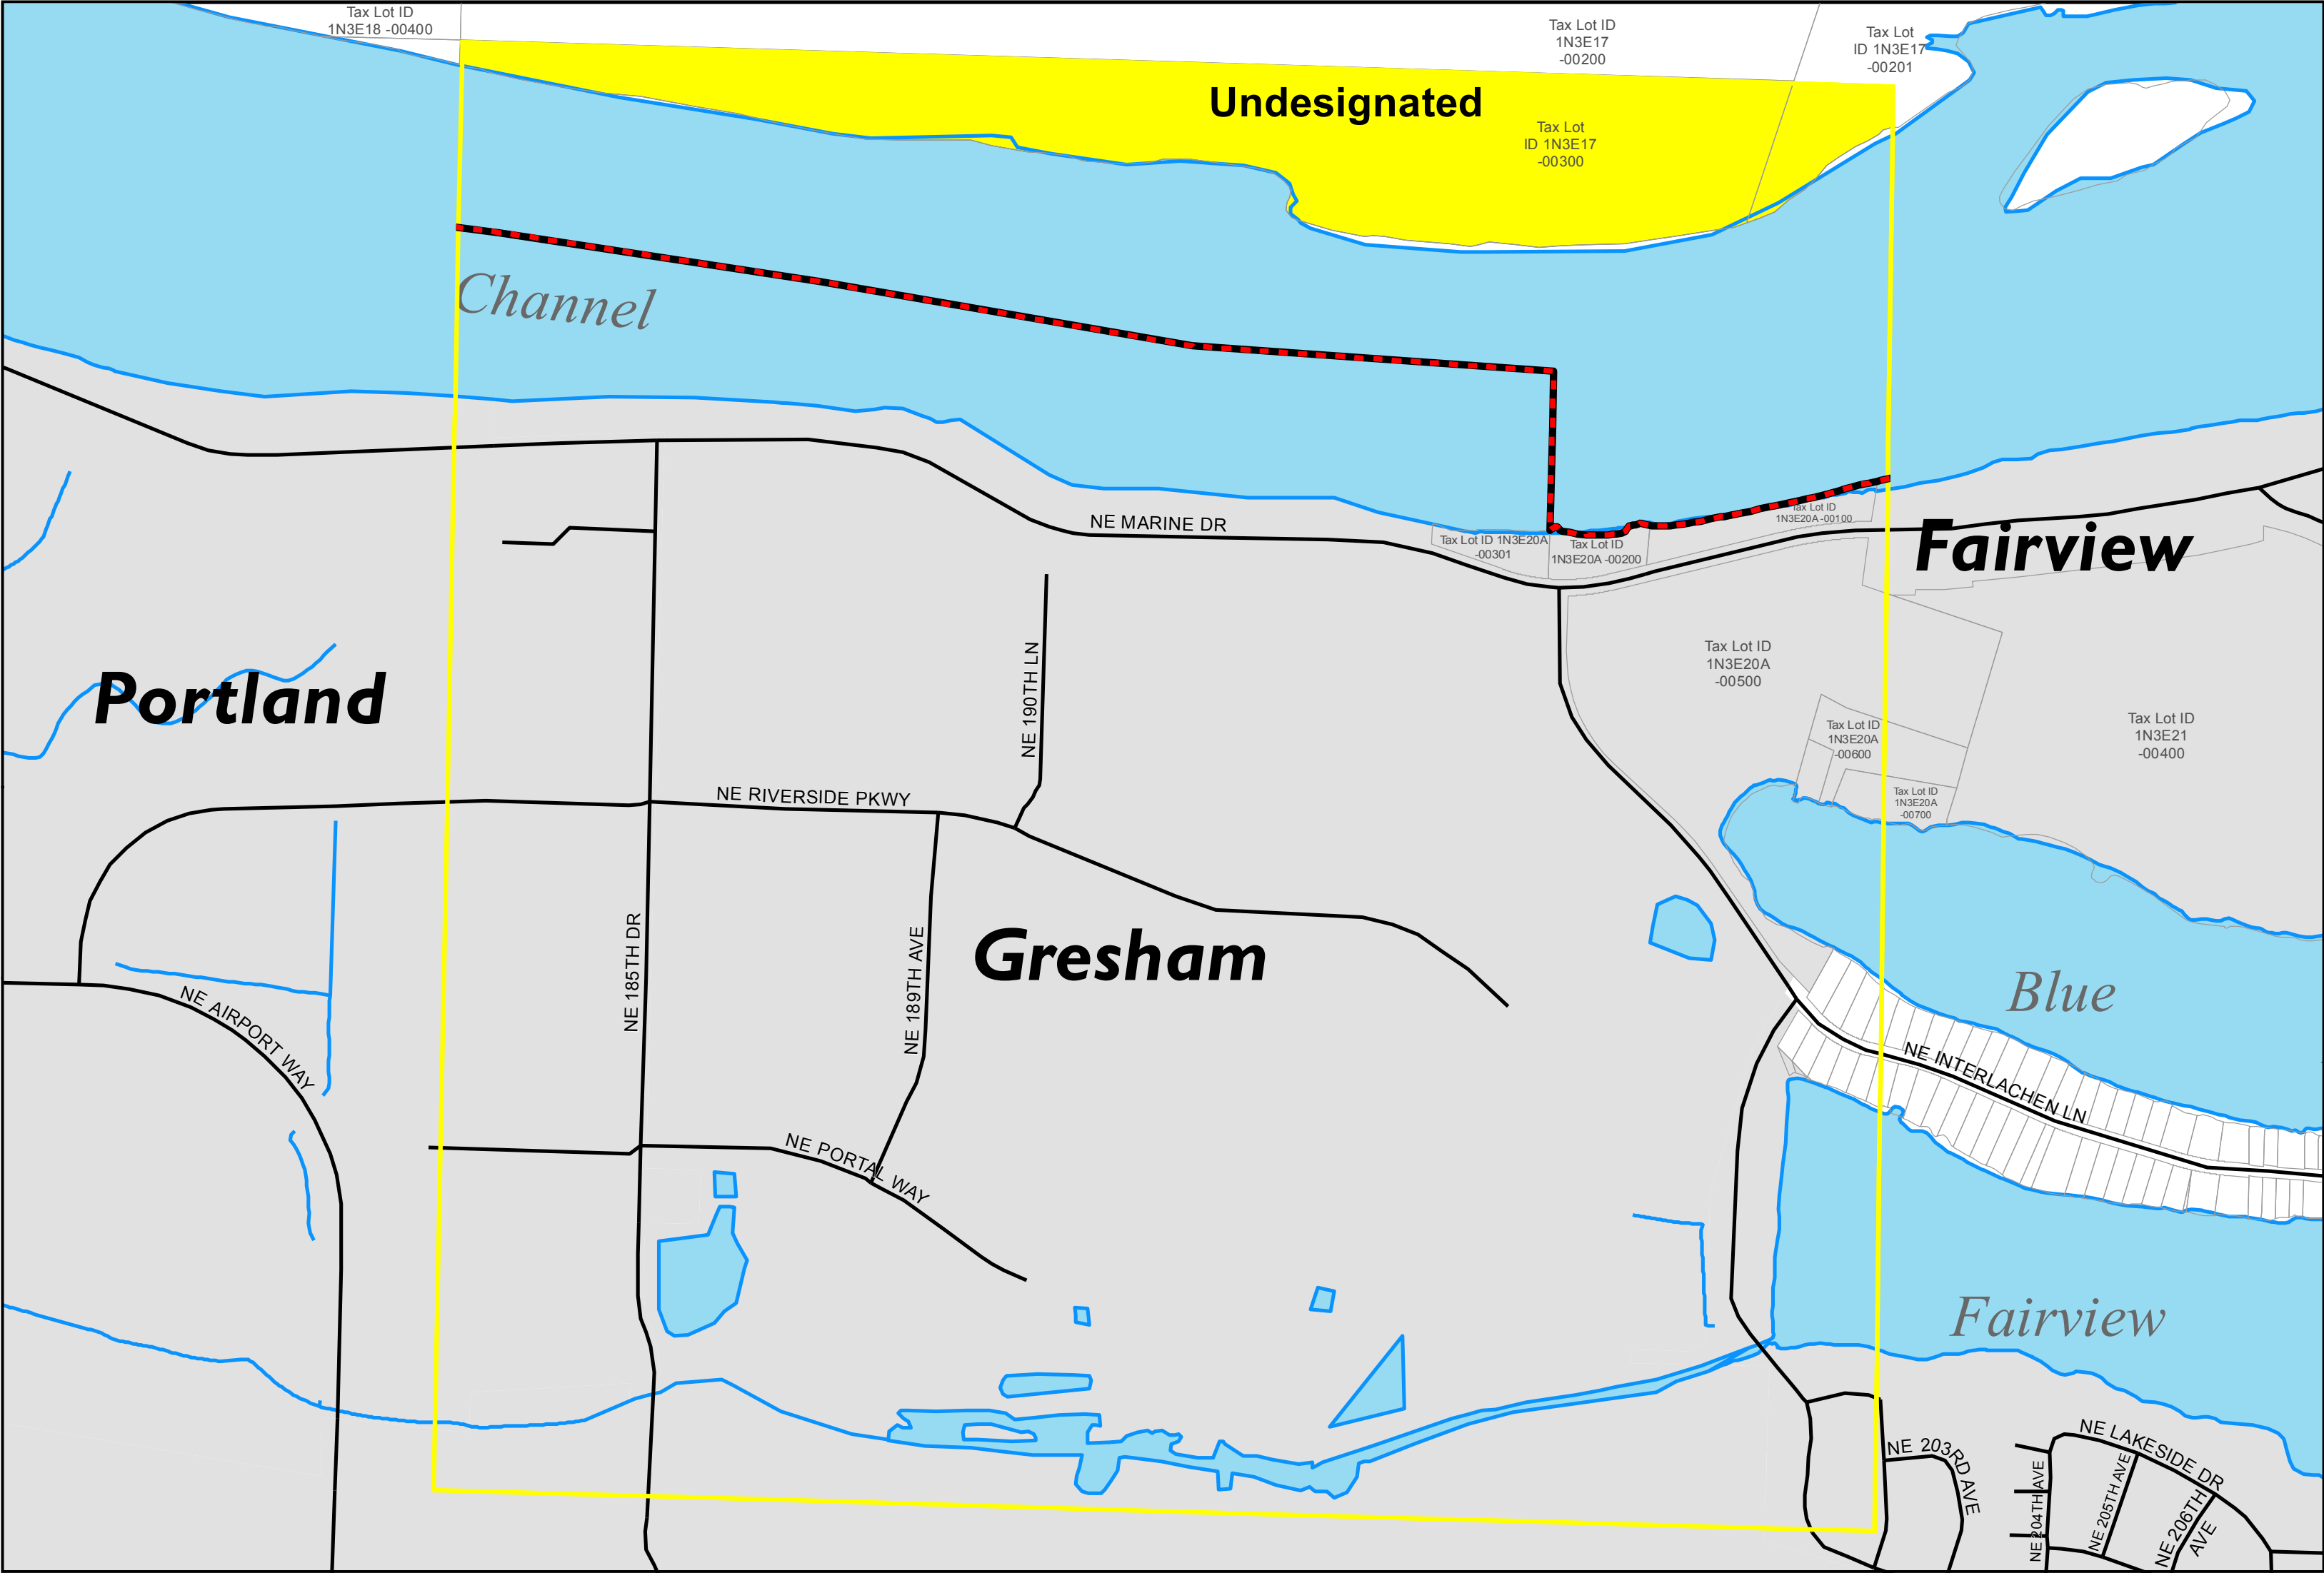 Tax Lot ID
1N3E18 -00400
Tax Lot ID
1N3E17
-00200
Tax Lot
ID 1N3E17
-00201
Undesignated
Tax Lot
ID 1N3E17
-00300
Channel
NE MARINE DR
Tax Lot ID 1N3E20A
-00301
Tax Lot ID
1N3E20A -00200
Tax Lot ID
1N3E20A -00100
Fairview
Portland
NE 190TH LN
Tax Lot ID
1N3E20A
-00500
Tax Lot ID
1N3E20A
-00600
Tax Lot ID
1N3E21
-00400
Tax Lot ID
1N3E20A
-00700
NE RIVERSIDE PKWY
NE 185TH DR
NE 189TH AVE
Gresham
NE AIRPORT WAY
Blue
NE INTERLACHEN LN
NE PORTAL WAY
Fairview
NE 203RD AVE
NE 204TH AVE
NE 205TH AVE
NE LAKESIDE DR
NE 206TH
AVE